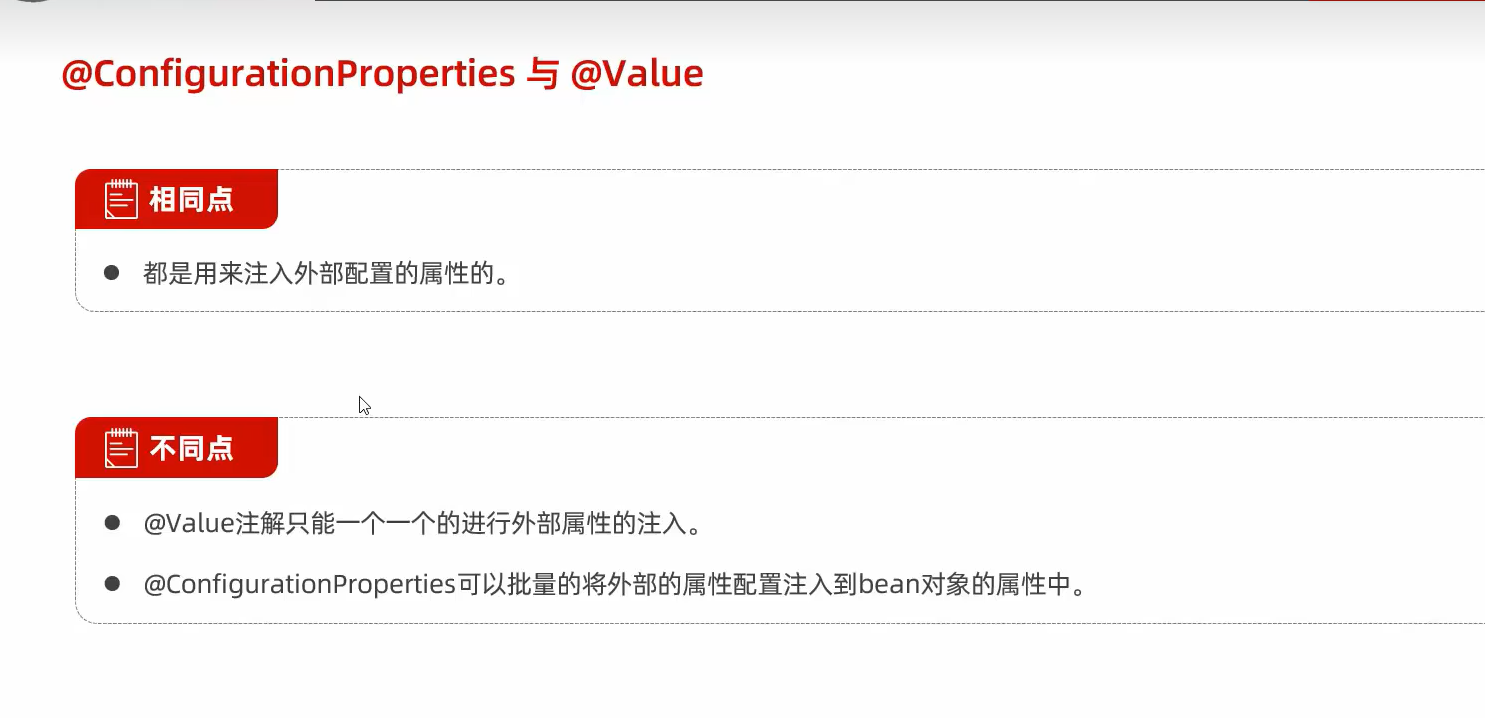 @ConfigurationProperties 与 @Value
相同点
都是用来注入外部配置的属性的。
不同点
@Value注解只能一个一个的进行外部属性的注入。
@ConfigurationProperties可以批量的将外部的属性配置注入到bean对象的属性中。